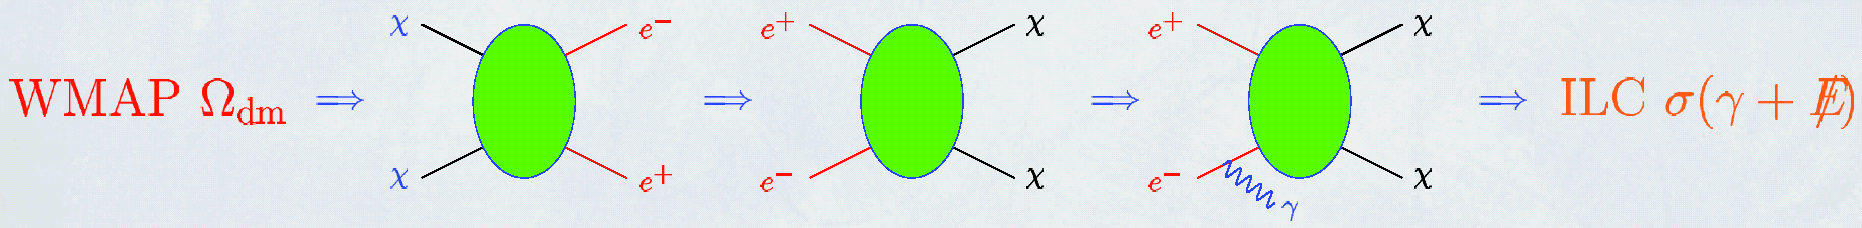 χ e⁻ e⁺ χ e⁺ χ
WMAP Ω_dm ⟹ ⟹ ⟹ ⟹ ILC σ(γ + E̸)
χ e⁺ e⁻ χ e⁻ χ
γ